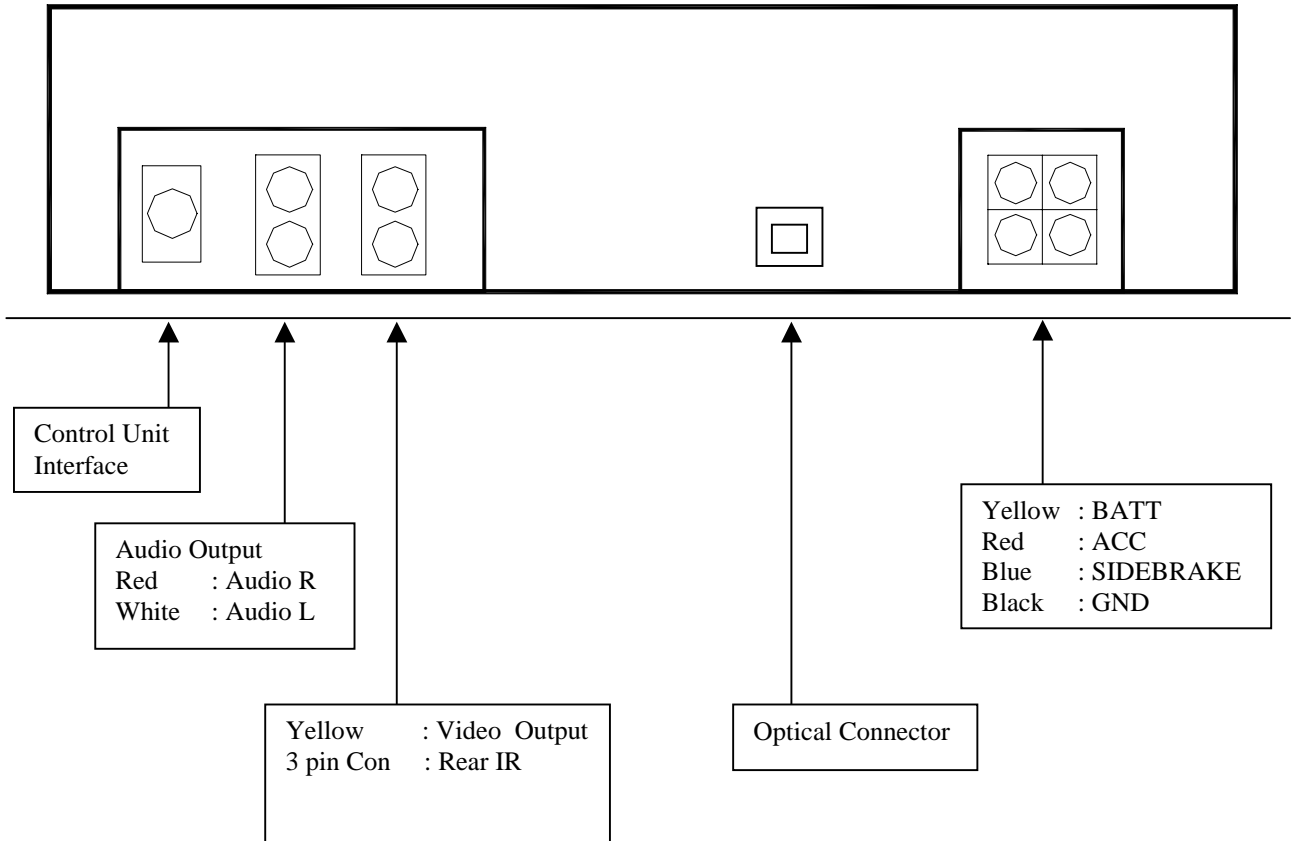 Control Unit
Interface
Audio Output
Red : Audio R
White : Audio L
Yellow : Video Output
3 pin Con : Rear IR
Optical Connector
Yellow : BATT
Red : ACC
Blue : SIDEBRAKE
Black : GND